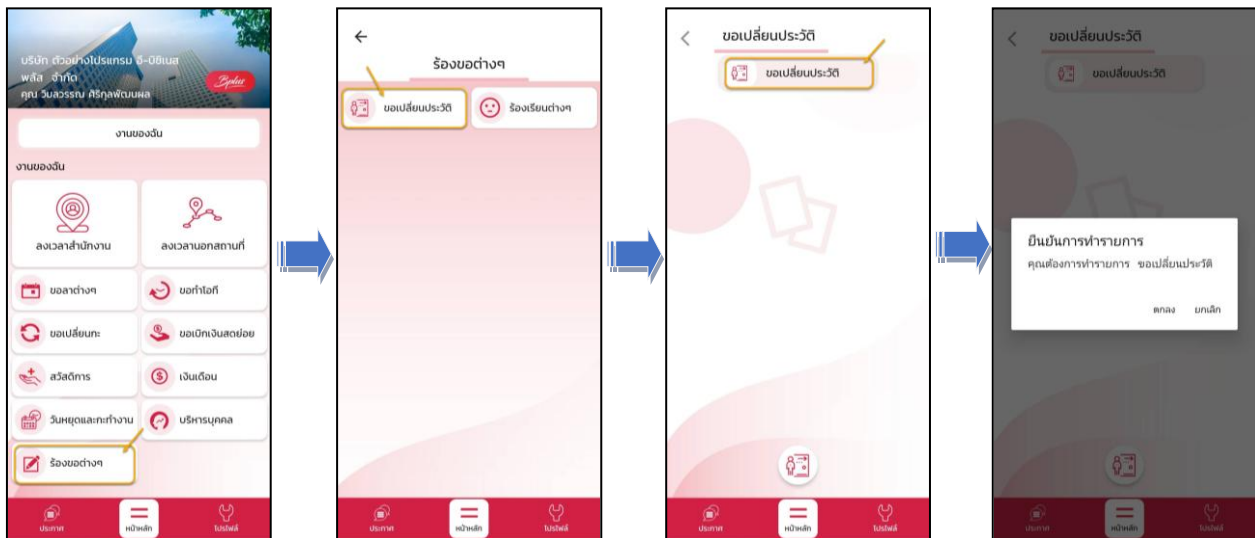 บริษัท ตัวอย่างโปรแกรม อี-บิซิเนส
พลัส จำกัด
คุณ วิมลวรรณ ศิริกุลพัฒนผล
Bplus
งานของฉัน
งานของฉัน
ลงเวลาสำนักงาน
ลงเวลานอกสถานที่
ขอลาต่างๆ
ขอทำโอที
ขอเปลี่ยนกะ
ขอเบิกเงินสดย่อย
สวัสดิการ
เงินเดือน
วันหยุดและกะทำงาน
บริหารบุคคล
ร้องขอต่างๆ
ประกาศ
หน้าหลัก
โปรไฟล์
ร้องขอต่างๆ
ขอเปลี่ยนประวัติ
ร้องเรียนต่างๆ
ประกาศ
หน้าหลัก
โปรไฟล์
ขอเปลี่ยนประวัติ
ขอเปลี่ยนประวัติ
ประกาศ
หน้าหลัก
โปรไฟล์
ขอเปลี่ยนประวัติ
ขอเปลี่ยนประวัติ
ยืนยันการทำรายการ
คุณต้องการทำรายการ ขอเปลี่ยนประวัติ
ตกลง ยกเลิก
ประกาศ
หน้าหลัก
โปรไฟล์